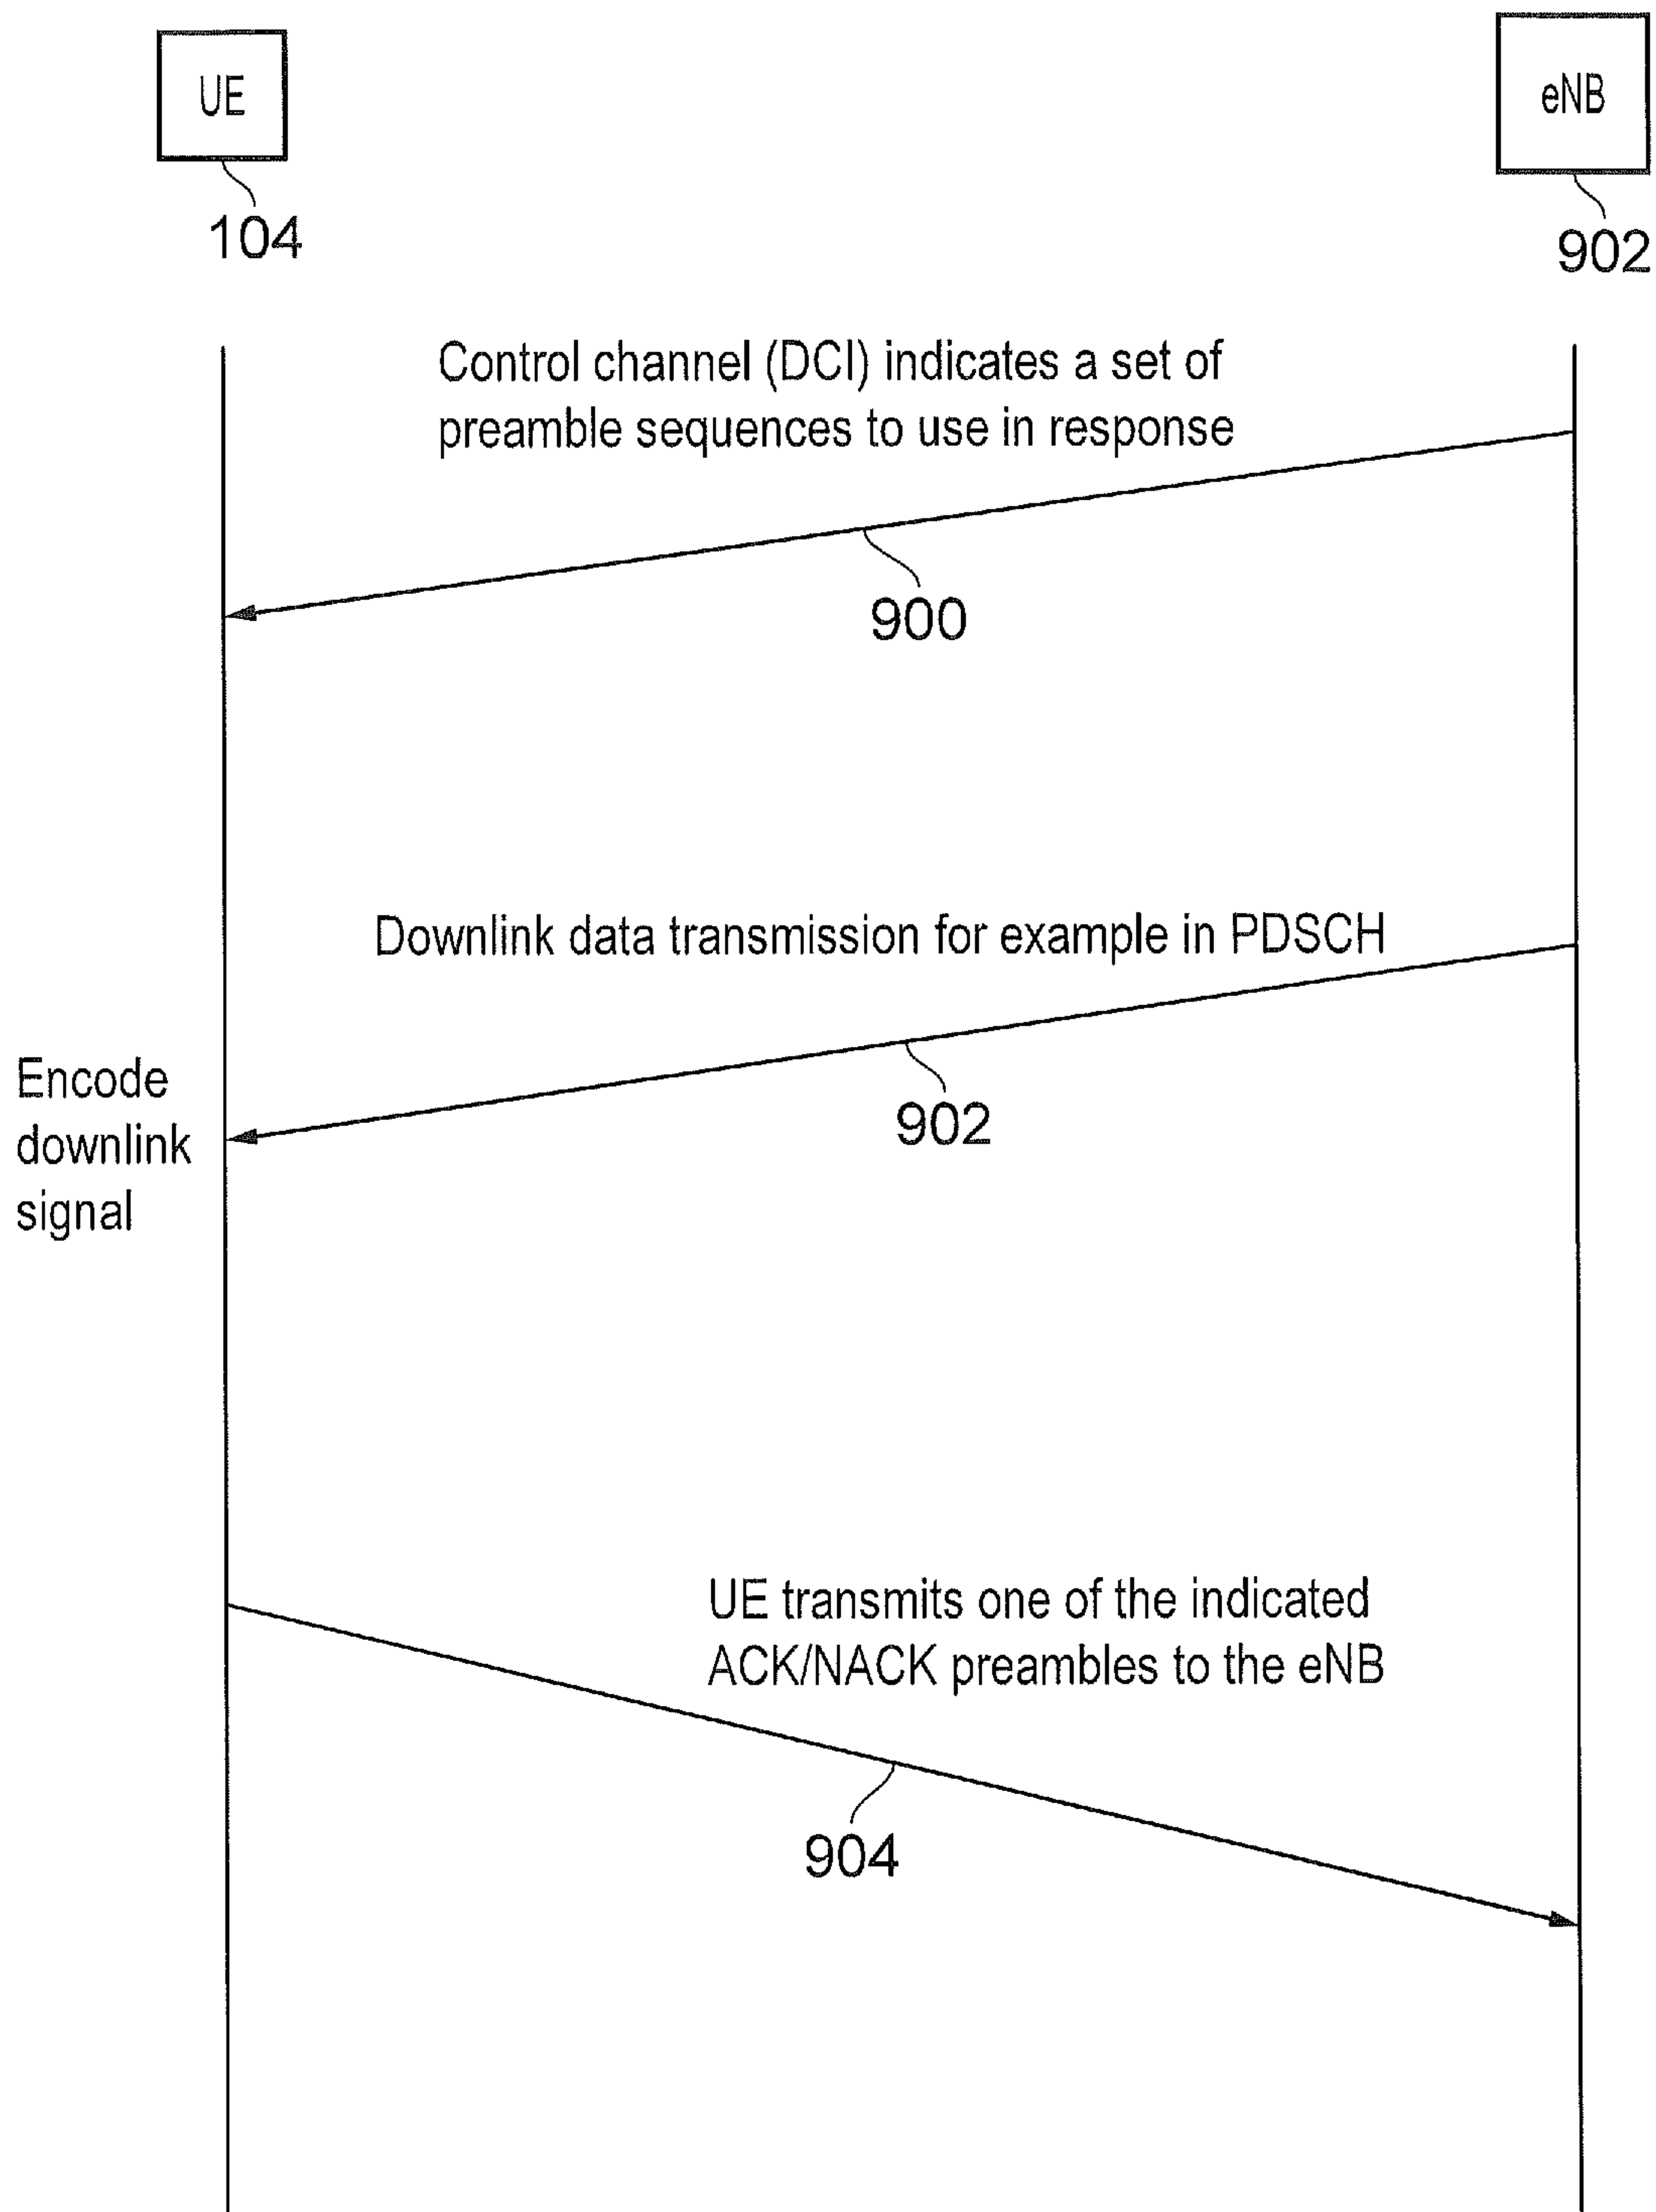 UE
eNB
104
902
Control channel (DCI) indicates a set of
preamble sequences to use in response
900
Downlink data transmission for example in PDSCH
902
Encode
downlink
signal
UE transmits one of the indicated
ACK/NACK preambles to the eNB
904